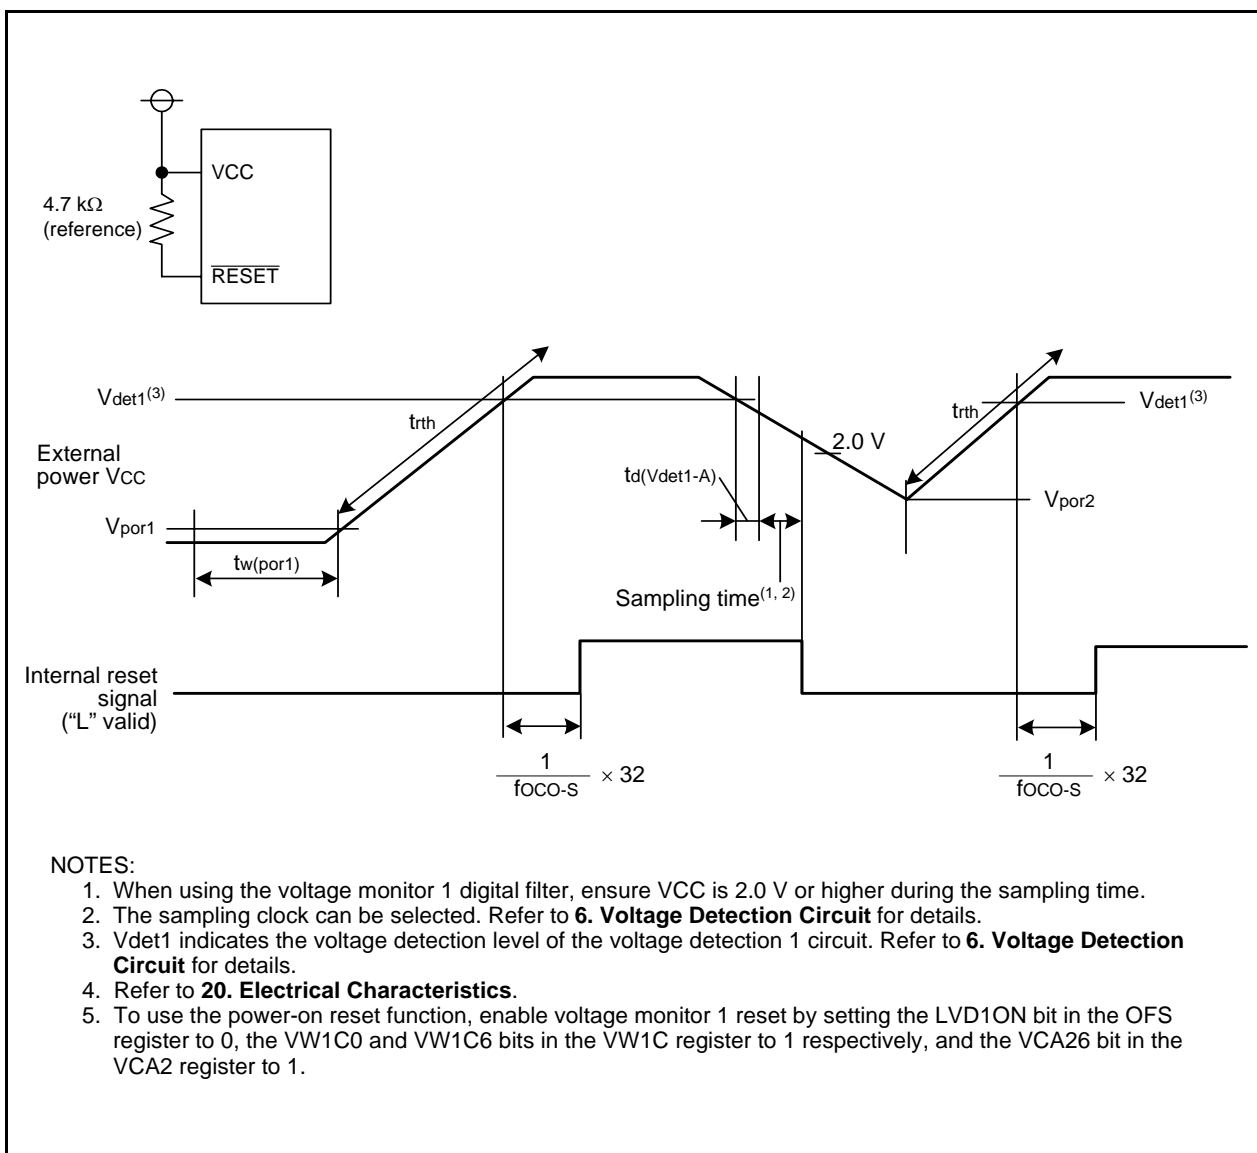 VCC
4.7 kΩ
(reference)
RESET
Vdet1(3)
trth
External
power VCC
2.0 V
td(Vdet1-A)
trth
Vdet1(3)
Vpor1
Vpor2
tw(por1)
Sampling time(1, 2)
Internal reset
signal
(“L” valid)
1
fOCO-S
× 32
1
fOCO-S
× 32
NOTES:
1. When using the voltage monitor 1 digital filter, ensure VCC is 2.0 V or higher during the sampling time.
2. The sampling clock can be selected. Refer to 6. Voltage Detection Circuit for details.
3. Vdet1 indicates the voltage detection level of the voltage detection 1 circuit. Refer to 6. Voltage Detection
Circuit for details.
4. Refer to 20. Electrical Characteristics.
5. To use the power-on reset function, enable voltage monitor 1 reset by setting the LVD1ON bit in the OFS
register to 0, the VW1C0 and VW1C6 bits in the VW1C register to 1 respectively, and the VCA26 bit in the
VCA2 register to 1.